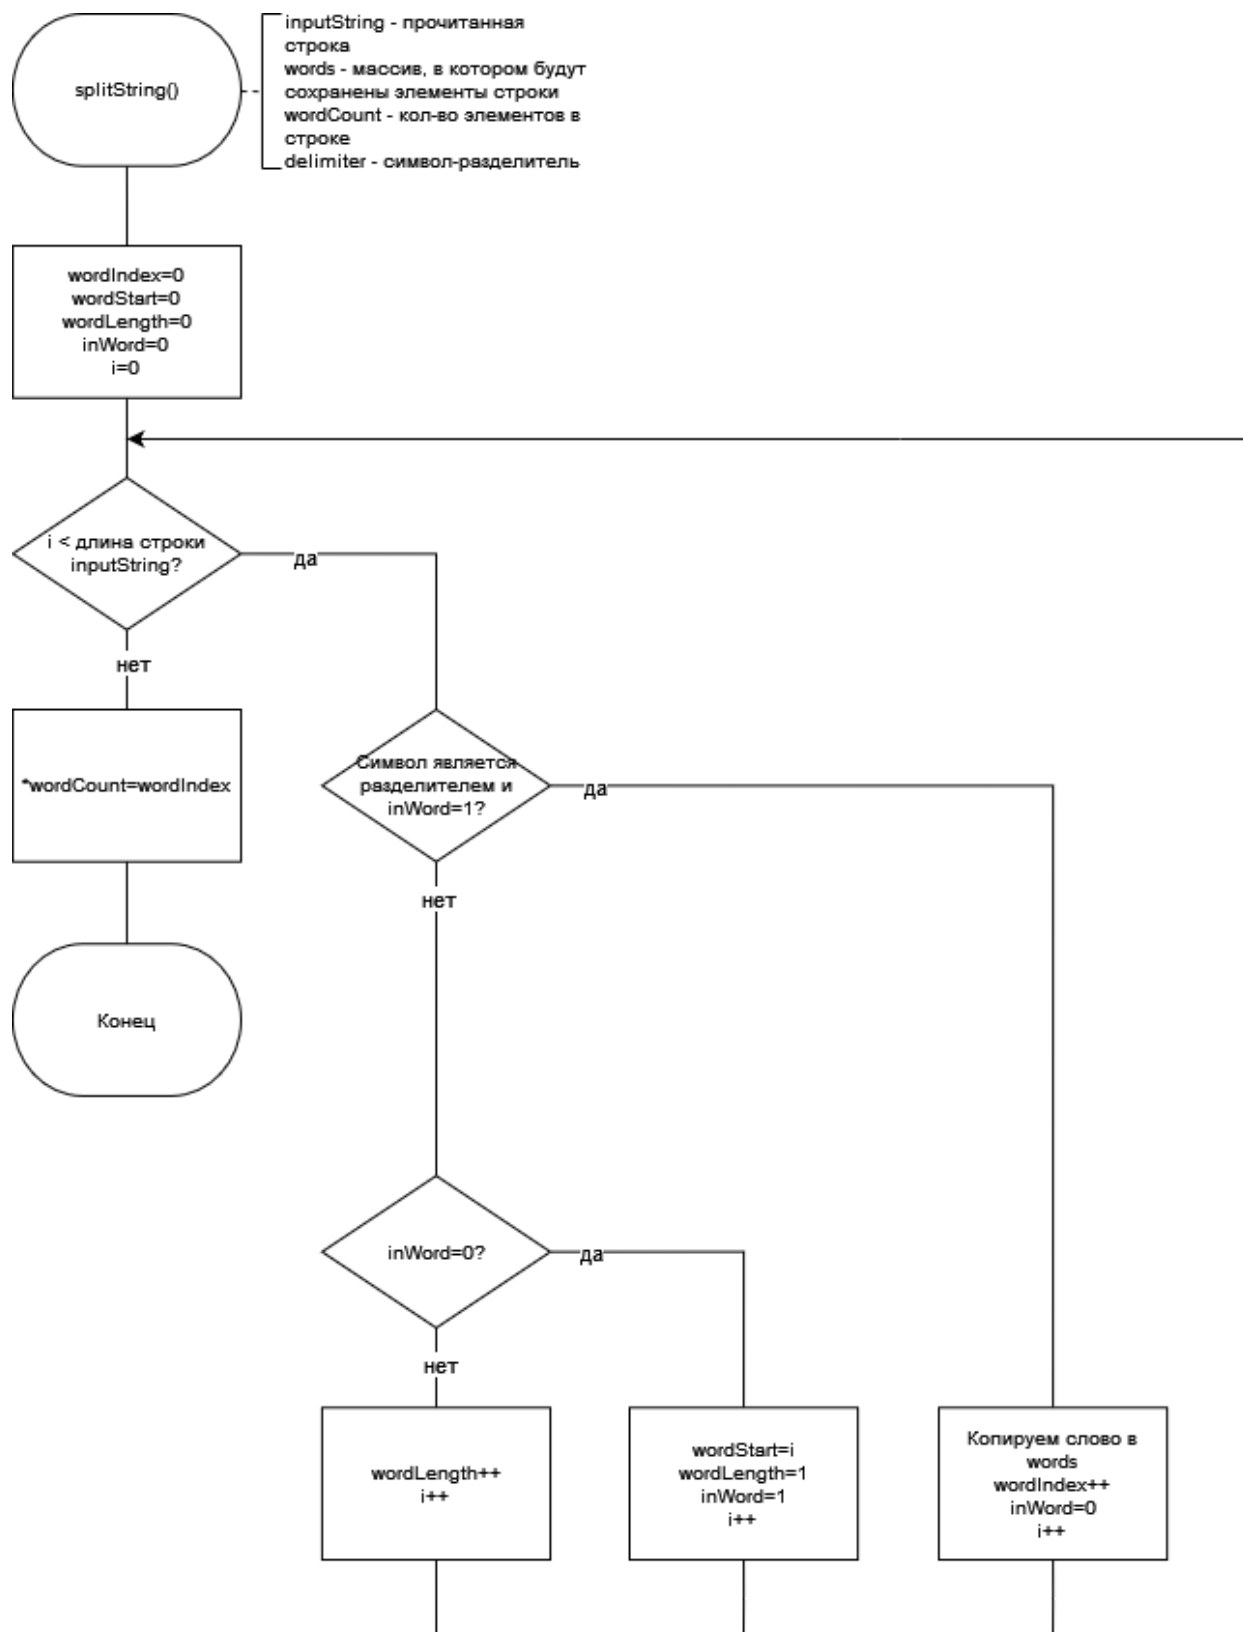 splitString()
inputString - прочитанная
строка
words - массив, в котором будут
сохранены элементы строки
wordCount - кол-во элементов в
строке
delimiter - символ-разделитель
wordIndex=0
wordStart=0
wordLength=0
inWord=0
i=0
i < длина строки
inputString?
да
нет
*wordCount=wordIndex
Конец
Символ является
разделителем и
inWord=1?
да
нет
inWord=0?
да
нет
wordLength++
i++
wordStart=i
wordLength=1
inWord=1
i++
Копируем слово в
words
wordIndex++
inWord=0
i++